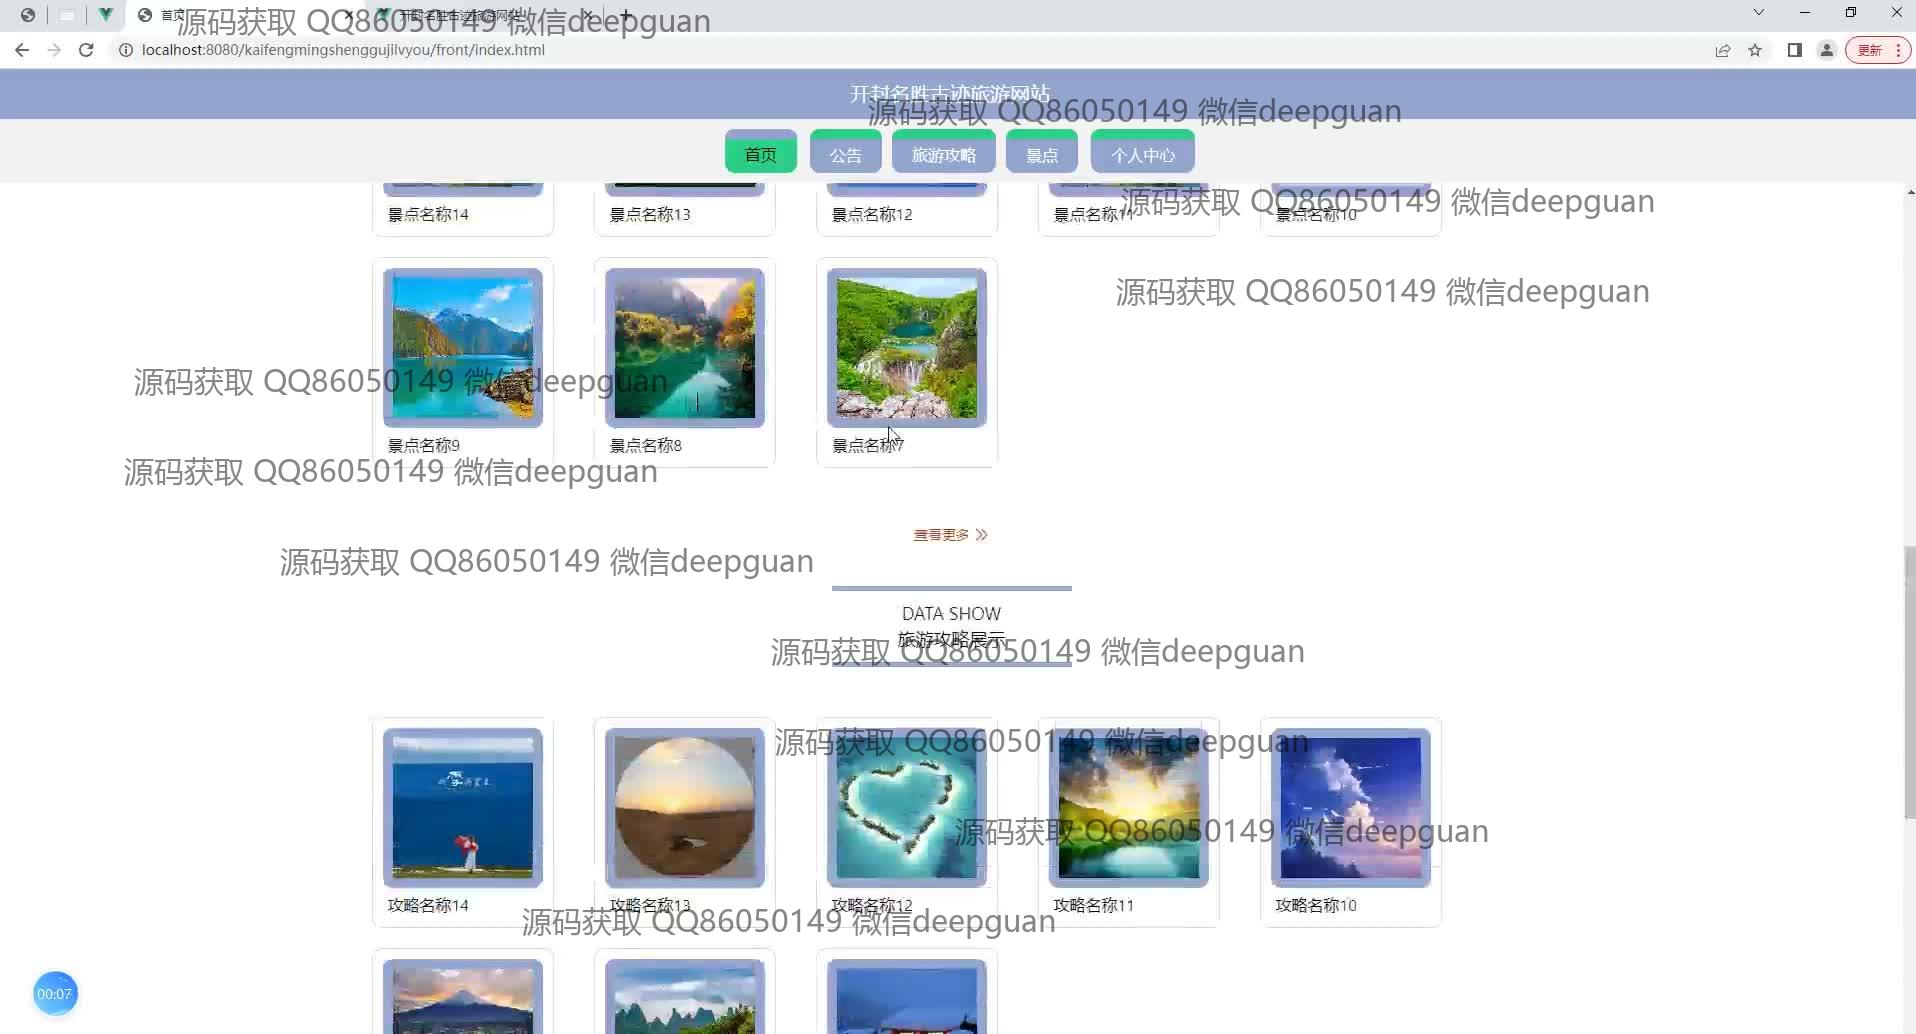 首页
开封名胜古迹旅游网站
源码获取 QQ86050149 微信deepguan
localhost:8080/kaifengmingshenggujilvyou/front/index.html
更新
开封名胜古迹旅游网站
源码获取 QQ86050149 微信deepguan
首页 公告 旅游攻略 景点 个人中心
源码获取 QQ86050149 微信deepguan
景点名称14 景点名称13 景点名称12 景点名称11 景点名称10
源码获取 QQ86050149 微信deepguan
源码获取 QQ86050149 微信deepguan
景点名称9 景点名称8 景点名称7
源码获取 QQ86050149 微信deepguan
查看更多
源码获取 QQ86050149 微信deepguan
DATA SHOW
旅游攻略展示
源码获取 QQ86050149 微信deepguan
源码获取 QQ86050149 微信deepguan
源码获取 QQ86050149 微信deepguan
攻略名称14 攻略名称13 攻略名称12 攻略名称11 攻略名称10
源码获取 QQ86050149 微信deepguan
00:07